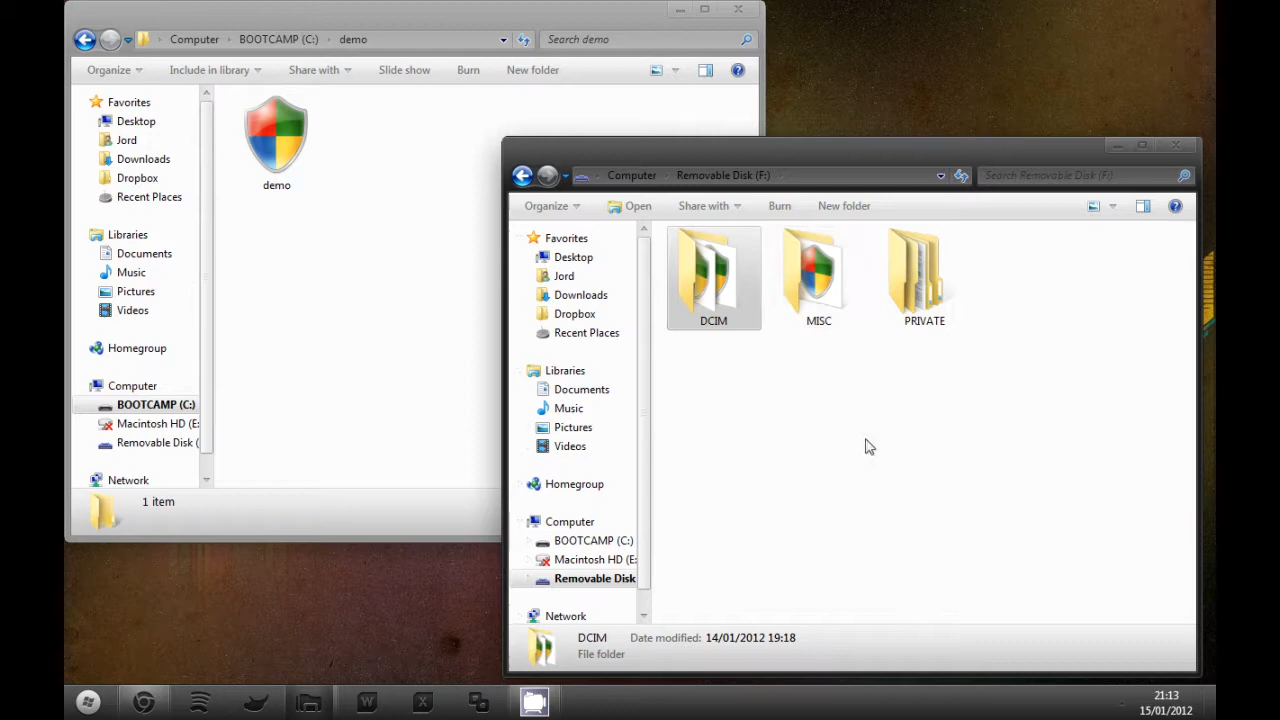 Computer BOOTCAMP (C:) demo Search demo
Organize Include in library Share with Slide show Burn New folder
Favorites
Desktop
Jord
Downloads
Dropbox
Recent Places
Libraries
Documents
Music
Pictures
Videos
Homegroup
Computer
BOOTCAMP (C:)
Macintosh HD (E:
Removable Disk (
Network
demo
1 item
Computer Removable Disk (F:) Search Removable Disk (F:)
Organize Open Share with Burn New folder
Favorites
Desktop
Jord
Downloads
Dropbox
Recent Places
Libraries
Documents
Music
Pictures
Videos
Homegroup
Computer
BOOTCAMP (C:)
Macintosh HD (E:
Removable Disk
Network
DCIM MISC PRIVATE
DCIM Date modified: 14/01/2012 19:18
File folder
W X
21:13
15/01/2012